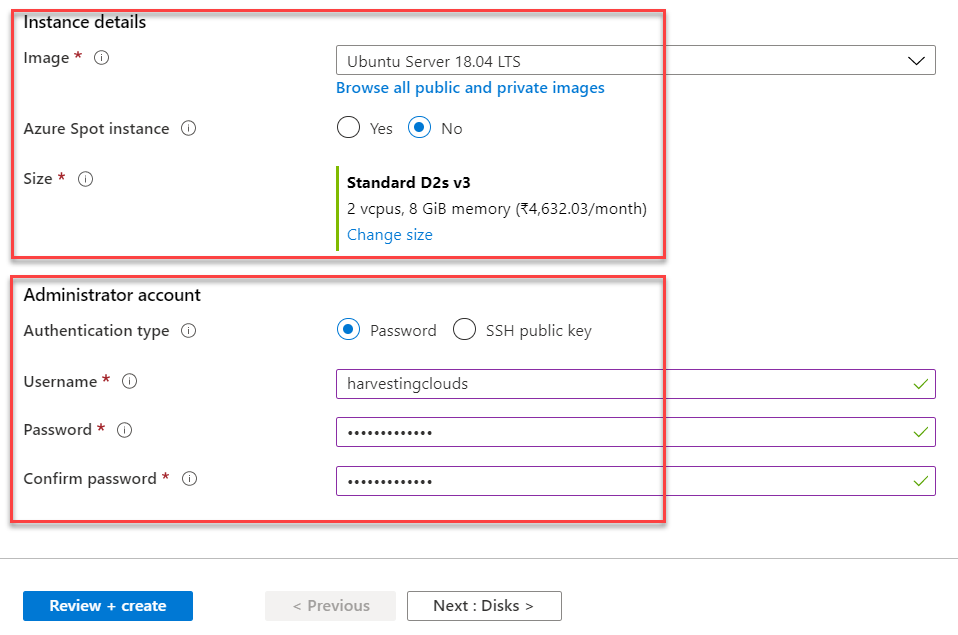 Instance details
Image *
Ubuntu Server 18.04 LTS
Browse all public and private images
Azure Spot instance
Yes No
Size *
Standard D2s v3
2 vcpus, 8 GiB memory (₹4,632.03/month)
Change size
Administrator account
Authentication type
Password SSH public key
Username *
harvestingclouds
Password *
•••••••••••••
Confirm password *
•••••••••••••
Review + create
< Previous
Next : Disks >